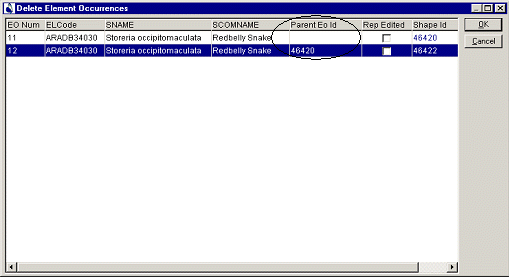 Delete Element Occurrences
EO Num ELCode SNAME SCOMNAME Parent Eo Id Rep Edited Shape Id
11 ARADB34030 Storeria occipitomaculata Redbelly Snake 46420
12 ARADB34030 Storeria occipitomaculata Redbelly Snake 46420 46422
OK
Cancel